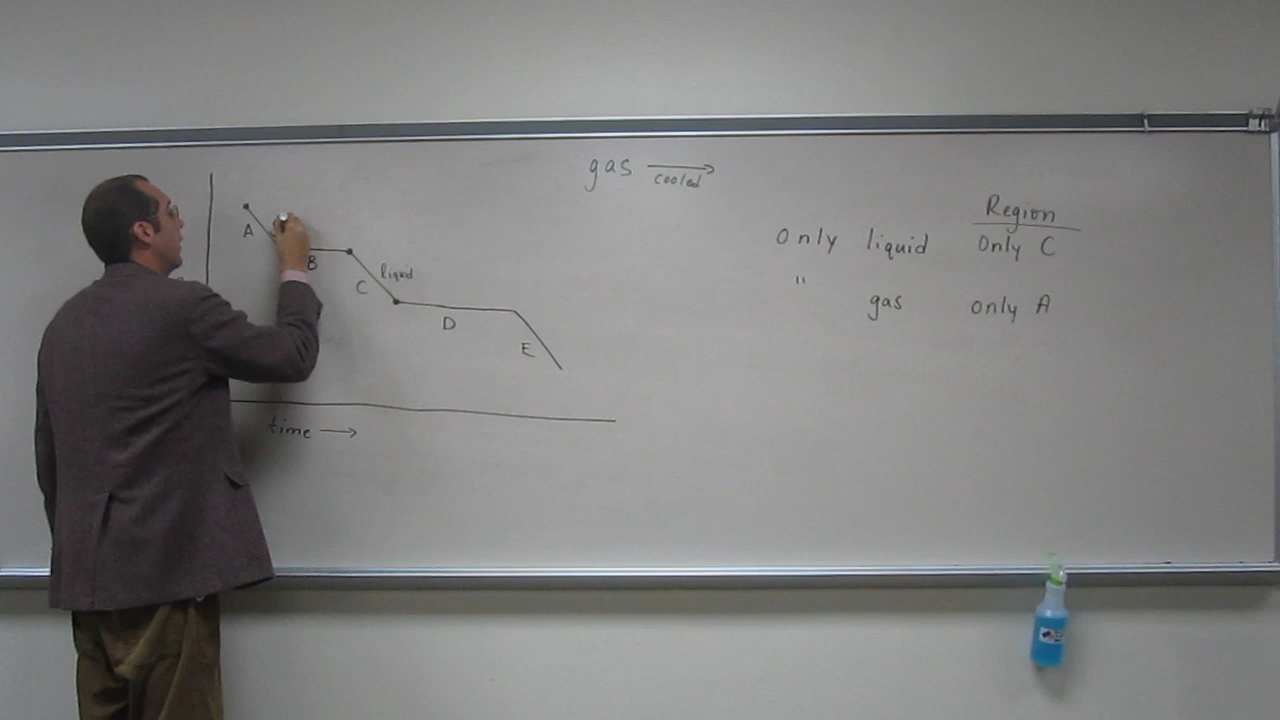 gas ⟶
cooled
Region
Only liquid Only C
"
gas only A
A
B
liquid
C
D
E
time ⟶